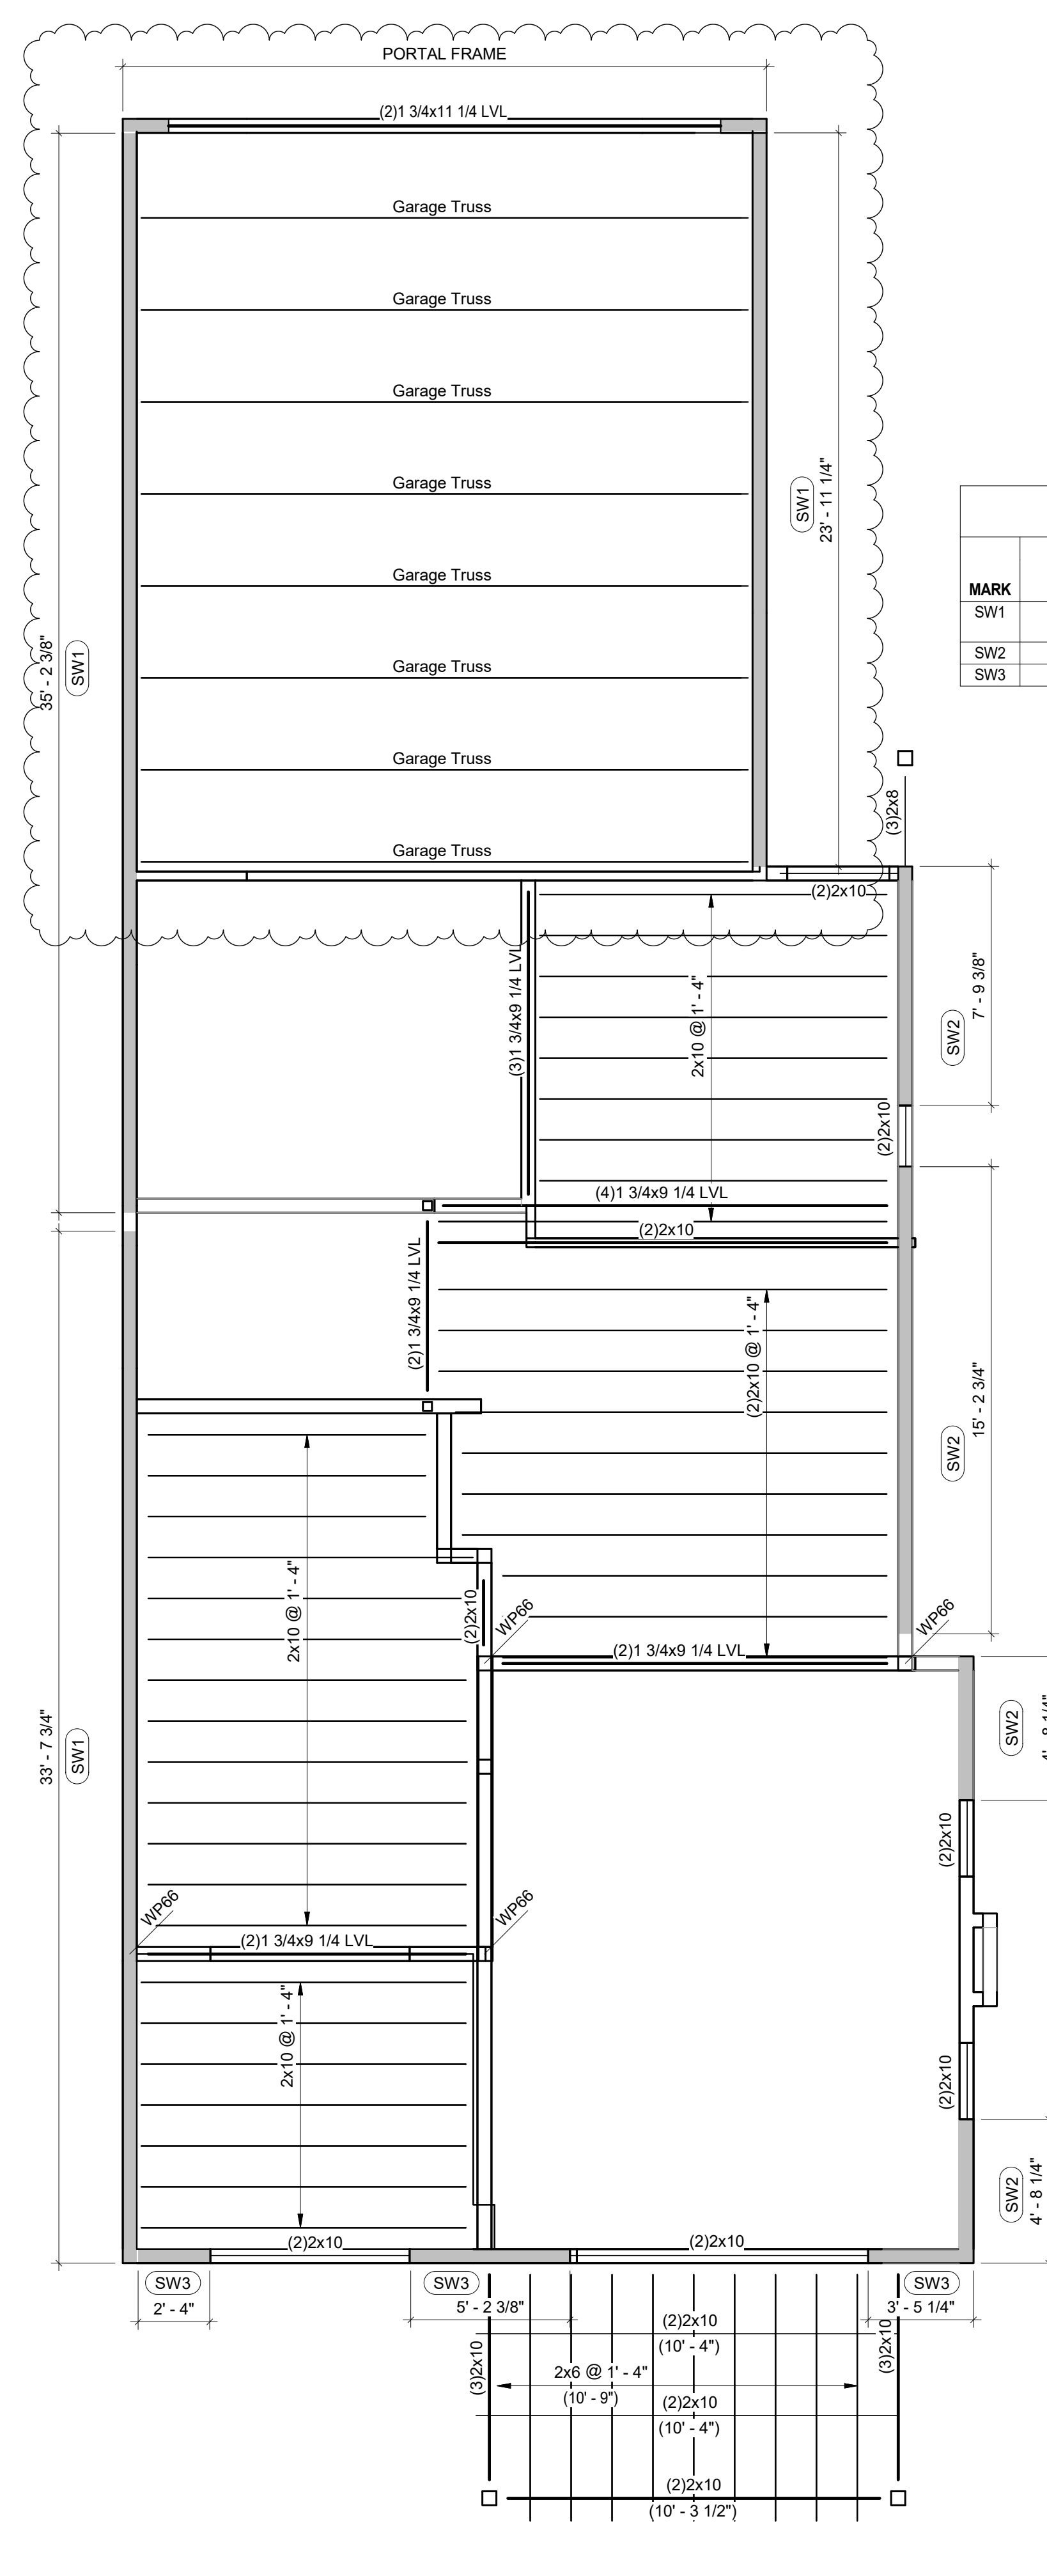 PORTAL FRAME
(2)1 3/4x11 1/4 LVL
Garage Truss
Garage Truss
Garage Truss
Garage Truss
SW1
23' - 11 1/4"
MARK
SW1
SW2
SW3
Garage Truss
35' - 2 3/8"
SW1
Garage Truss
Garage Truss
(3)2x8
Garage Truss
(2)2x10
(3)1 3/4x9 1/4 LVL
2x10 @ 1' - 4"
7' - 9 3/8"
SW2
(2)2x10
(4)1 3/4x9 1/4 LVL
(2)2x10
(2)1 3/4x9 1/4 LVL
(2)2x10 @ 1' - 4"
15' - 2 3/4"
SW2
2x10 @ 1' - 4"
(2)2x10
WP66
WP66
(2)1 3/4x9 1/4 LVL
33' - 7 3/4"
SW1
SW2
(2)2x10
WP66
WP66
(2)1 3/4x9 1/4 LVL
2x10 @ 1' - 4"
(2)2x10
SW2
4' - 8 1/4"
(2)2x10
(2)2x10
SW3
SW3
SW3
2' - 4"
5' - 2 3/8"
3' - 5 1/4"
(2)2x10
(10' - 4")
(3)2x10
(3)2x10
2x6 @ 1' - 4"
(10' - 9")
(2)2x10
(10' - 4")
(2)2x10
(10' - 3 1/2")